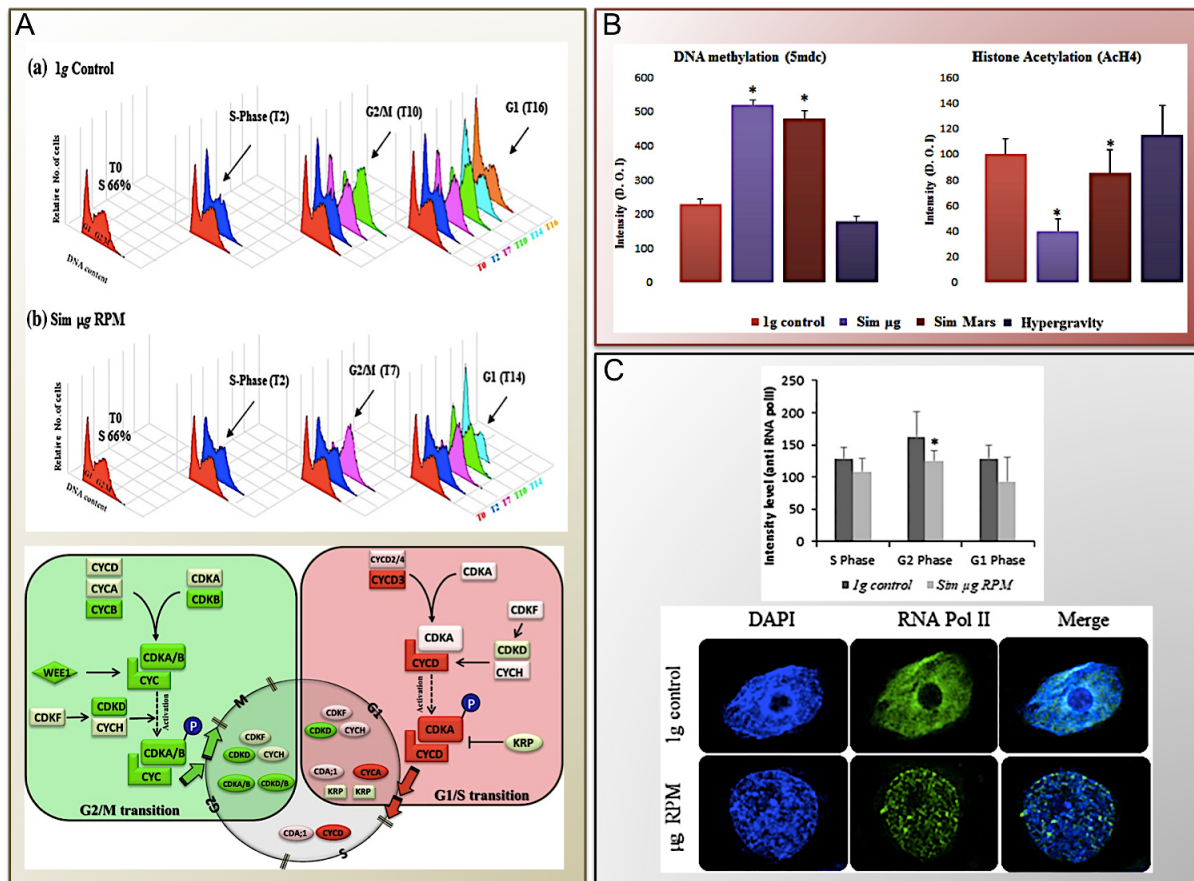 A
(a) 1g Control
Relative No. of cells
T0
S 66%
G1 G2M
DNA content
S-Phase (T2)
G2/M (T10)
G1 (T16)
T0 T2 T7 T10 T14 T16
(b) Sim µg RPM
Relative No. of cells
T0
S 66%
G1 G2M
DNA content
S-Phase (T2)
G2/M (T7)
G1 (T14)
T0 T2 T7 T10 T14
CYCD
CYCA
CYCB
CDKA
CDKB
CDKA/B
CYC
WEE1
Activation
CDKF
CDKD
CYCH
P
CDKA/B
CYC
G2/M transition
CYCD2/4
CYCD3
CDKA
CDKF
CDKA
CYCD
CDKD
CYCH
Activation
P
CDKA
CYCD
KRP
G1/S transition
M
G1
G2
S
CDKF
CDKD
CYCH
CDKA/B
CDKD/B
CDKF
CDKD
CYCH
CDA;1
CYCA
KRP
KRP
CDA;1
CYCD
B
DNA methylation (5mdc)
Intensity (D. O. I)
600
500
400
300
200
100
0
*
*
Histone Acetylation (AcH4)
Intensity (D. O. I)
160
140
120
100
80
60
40
20
0
*
*
1g control Sim µg Sim Mars Hypergravity
C
Intensity level (anti RNA polII)
250
200
150
100
50
0
*
S Phase G2 Phase G1 Phase
1g control Sim µg RPM
DAPI RNA Pol II Merge
1g control
µg RPM